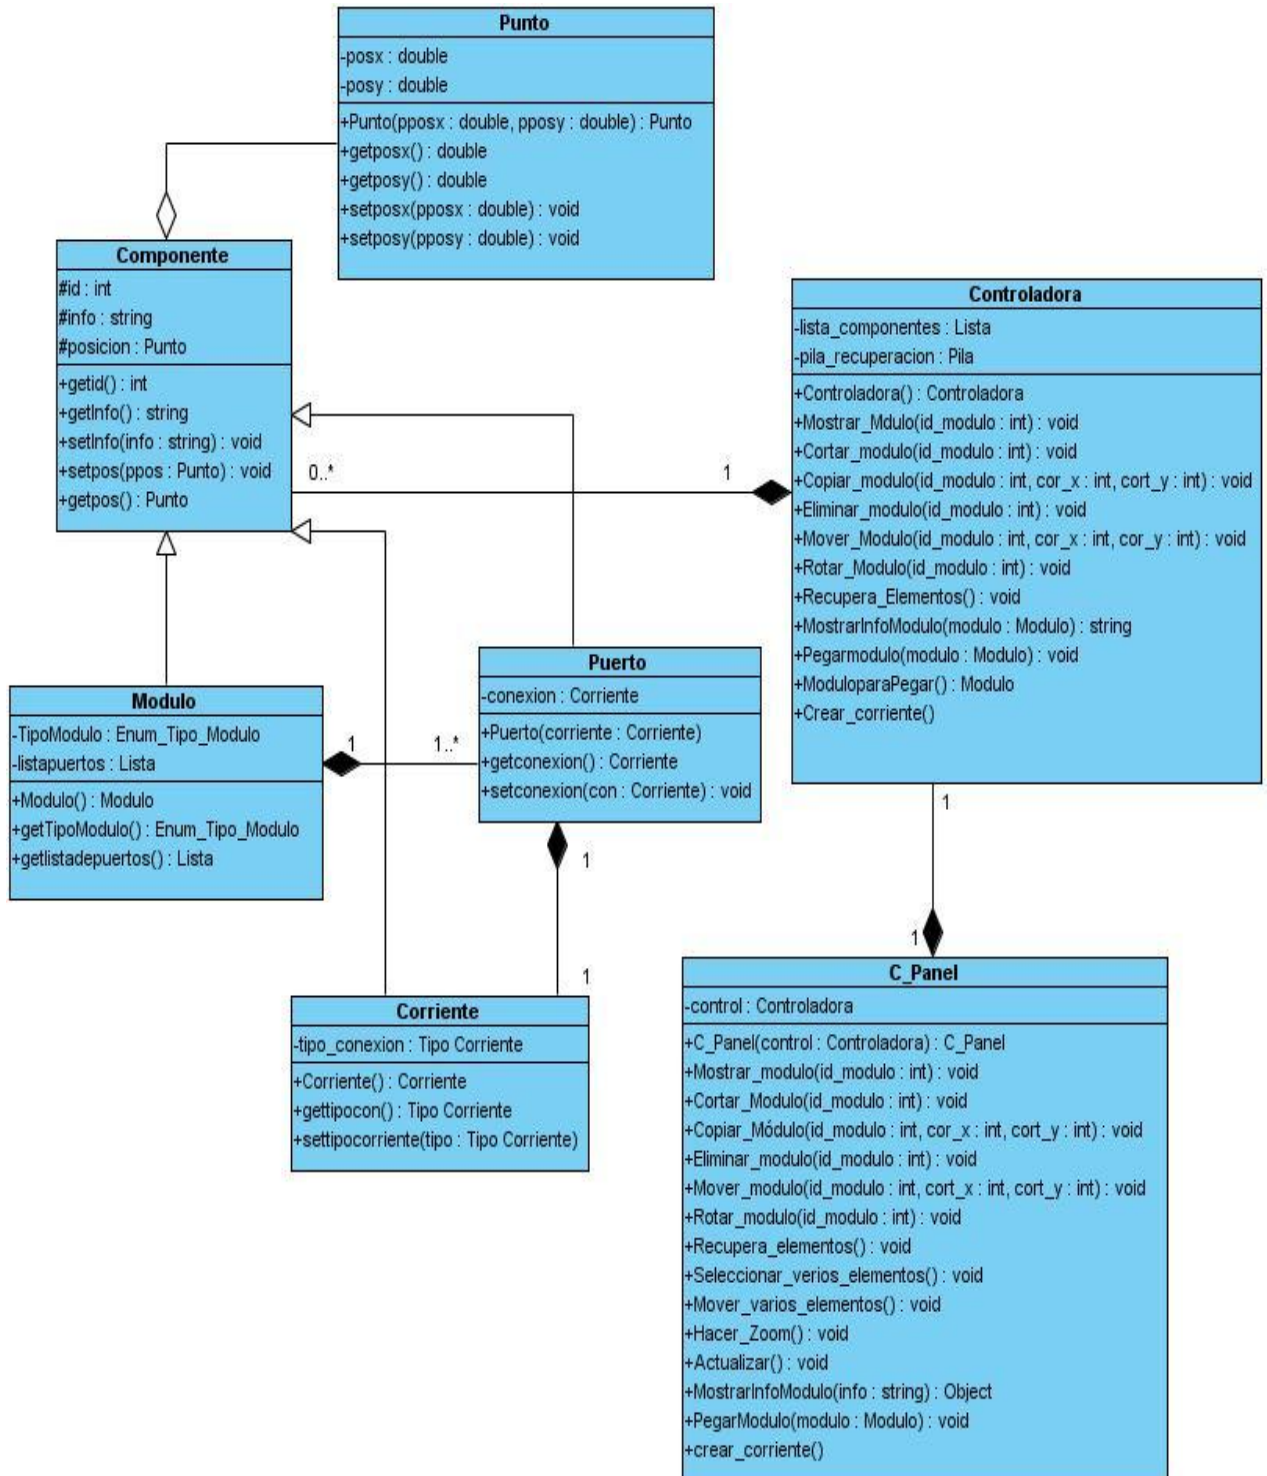 Punto
-posx : double
-posy : double
+Punto(pposx : double, pposy : double) : Punto
+getposx() : double
+getposy() : double
+setposx(pposx : double) : void
+setposy(pposy : double) : void
Componente
#id : int
#info : string
#posicion : Punto
+getid() : int
+getInfo() : string
+setInfo(info : string) : void
+setpos(ppos : Punto) : void
+getpos() : Punto
0..*
1
Controladora
-lista_componentes : Lista
-pila_recuperacion : Pila
+Controladora() : Controladora
+Mostrar_Mdulo(id_modulo : int) : void
+Cortar_modulo(id_modulo : int) : void
+Copiar_modulo(id_modulo : int, cor_x : int, cort_y : int) : void
+Eliminar_modulo(id_modulo : int) : void
+Mover_Modulo(id_modulo : int, cor_x : int, cor_y : int) : void
+Rotar_Modulo(id_modulo : int) : void
+Recupera_Elementos() : void
+MostrarInfoModulo(modulo : Modulo) : string
+Pegarmodulo(modulo : Modulo) : void
+ModuloparaPegar() : Modulo
+Crear_corriente()
Modulo
-TipoModulo : Enum_Tipo_Modulo
-listapuertos : Lista
+Modulo() : Modulo
+getTipoModulo() : Enum_Tipo_Modulo
+getlistadepuertos() : Lista
1
1..*
Puerto
-conexion : Corriente
+Puerto(corriente : Corriente)
+getconexion() : Corriente
+setconexion(con : Corriente) : void
1
1
Corriente
-tipo_conexion : Tipo Corriente
+Corriente() : Corriente
+gettipocon() : Tipo Corriente
+settipocorriente(tipo : Tipo Corriente)
1
1
C_Panel
-control : Controladora
+C_Panel(control : Controladora) : C_Panel
+Mostrar_modulo(id_modulo : int) : void
+Cortar_Modulo(id_modulo : int) : void
+Copiar_Módulo(id_modulo : int, cor_x : int, cort_y : int) : void
+Eliminar_modulo(id_modulo : int) : void
+Mover_modulo(id_modulo : int, cort_x : int, cort_y : int) : void
+Rotar_modulo(id_modulo : int) : void
+Recupera_elementos() : void
+Seleccionar_verios_elementos() : void
+Mover_varios_elementos() : void
+Hacer_Zoom() : void
+Actualizar() : void
+MostrarInfoModulo(info : string) : Object
+PegarModulo(modulo : Modulo) : void
+crear_corriente()